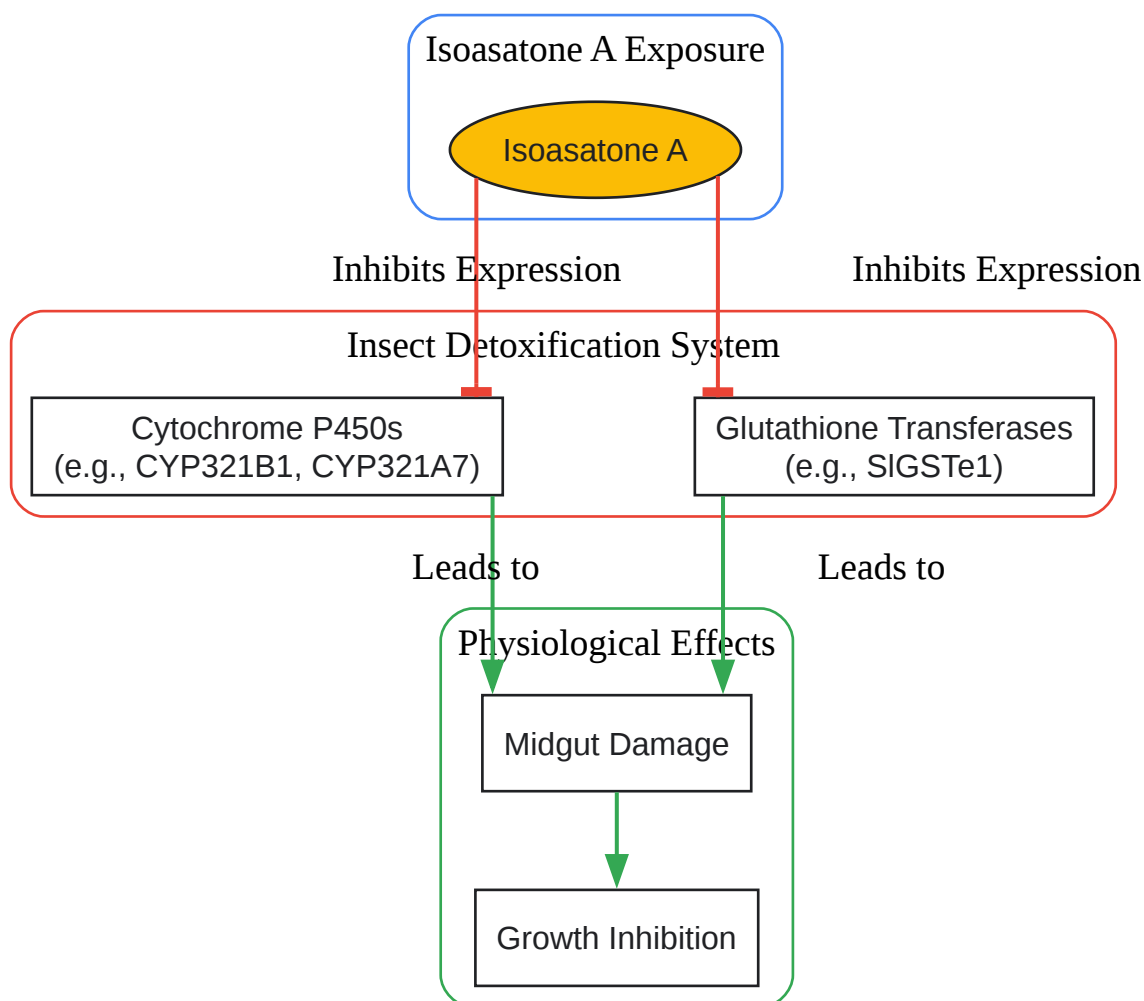 Isoasatone A Exposure
Isoasatone A
Inhibits Expression
Inhibits Expression
Insect Detoxification System
Cytochrome P450s
(e.g., CYP321B1, CYP321A7)
Glutathione Transferases
(e.g., SlGSTe1)
Leads to
Leads to
Physiological Effects
Midgut Damage
Growth Inhibition